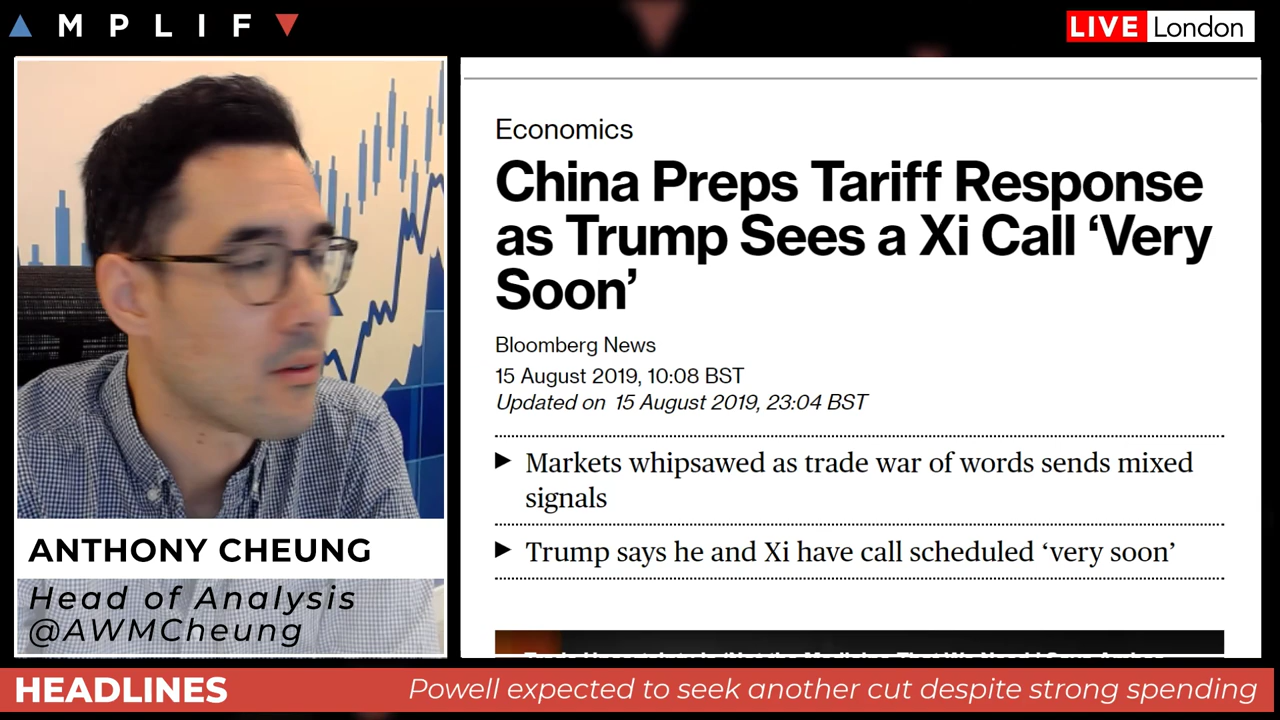 AMPLIFY
LIVE London
ANTHONY CHEUNG
Head of Analysis
@AWMCheung
Economics
China Preps Tariff Response
as Trump Sees a Xi Call ‘Very
Soon’
Bloomberg News
15 August 2019, 10:08 BST
Updated on 15 August 2019, 23:04 BST
Markets whipsawed as trade war of words sends mixed
signals
Trump says he and Xi have call scheduled ‘very soon’
HEADLINES
Powell expected to seek another cut despite strong spending